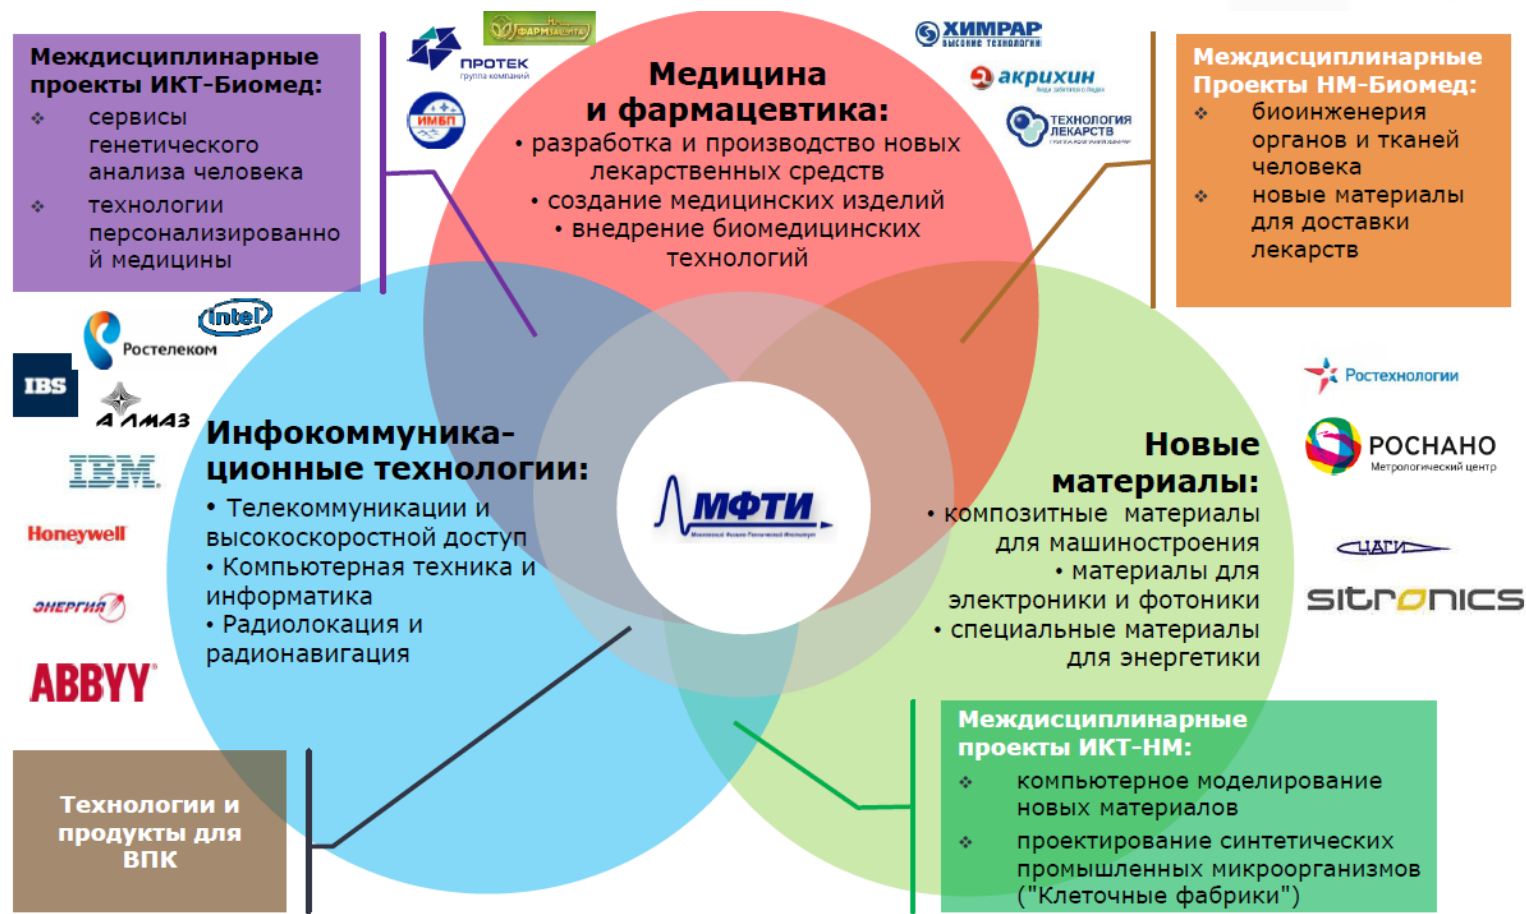 Междисциплинарные
проекты ИКТ-Биомед:
сервисы
генетического
анализа человека
технологии
персонализированно
й медицины
ПРОТЕК
группа компаний
ФАРМЗАЩИТА
ИМБП
Медицина
и фармацевтика:
• разработка и производство новых
лекарственных средств
• создание медицинских изделий
• внедрение биомедицинских
технологий
ХИМРАР
ВЫСОКИЕ ТЕХНОЛОГИИ
акрихин
ТЕХНОЛОГИЯ
ЛЕКАРСТВ
Междисциплинарные
Проекты НМ-Биомед:
биоинженерия
органов и тканей
человека
новые материалы
для доставки
лекарств
intel
Ростелеком
IBS
АЛМАЗ
IBM
Honeywell
ЭНЕРГИЯ
ABBYY
Инфокоммуника-
ционные технологии:
• Телекоммуникации и
высокоскоростной доступ
• Компьютерная техника и
информатика
• Радиолокация и
радионавигация
МФТИ
Московский Физико-Технический Институт
Новые
материалы:
• композитные материалы
для машиностроения
• материалы для
электроники и фотоники
• специальные материалы
для энергетики
Ростехнологии
РОСНАНО
Метрологический центр
ЦАГИ
sitronics
Технологии и
продукты для
ВПК
Междисциплинарные
проекты ИКТ-НМ:
компьютерное моделирование
новых материалов
проектирование синтетических
промышленных микроорганизмов
("Клеточные фабрики")